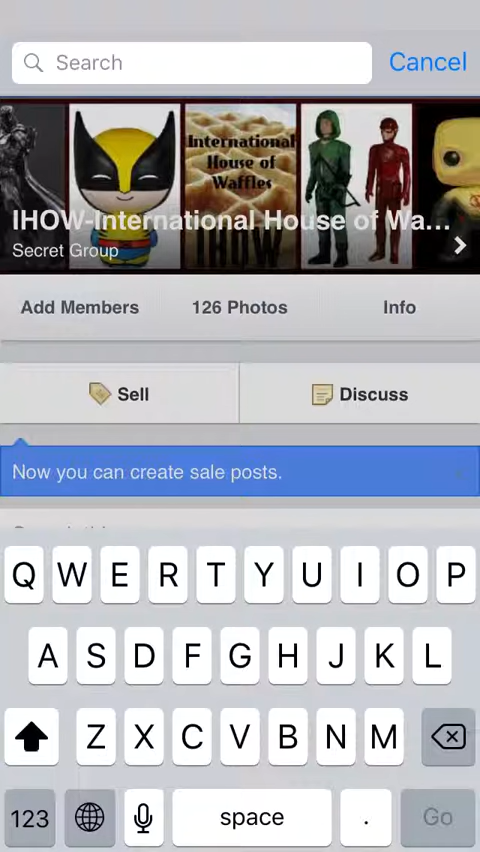 Search
Cancel
International
House of
Waffles
IHOW
IHOW-International House of Wa...
Secret Group
Add Members
126 Photos
Info
Sell
Discuss
Now you can create sale posts.
Q W E R T Y U I O P
A S D F G H J K L
Z X C V B N M
123
space
.
Go